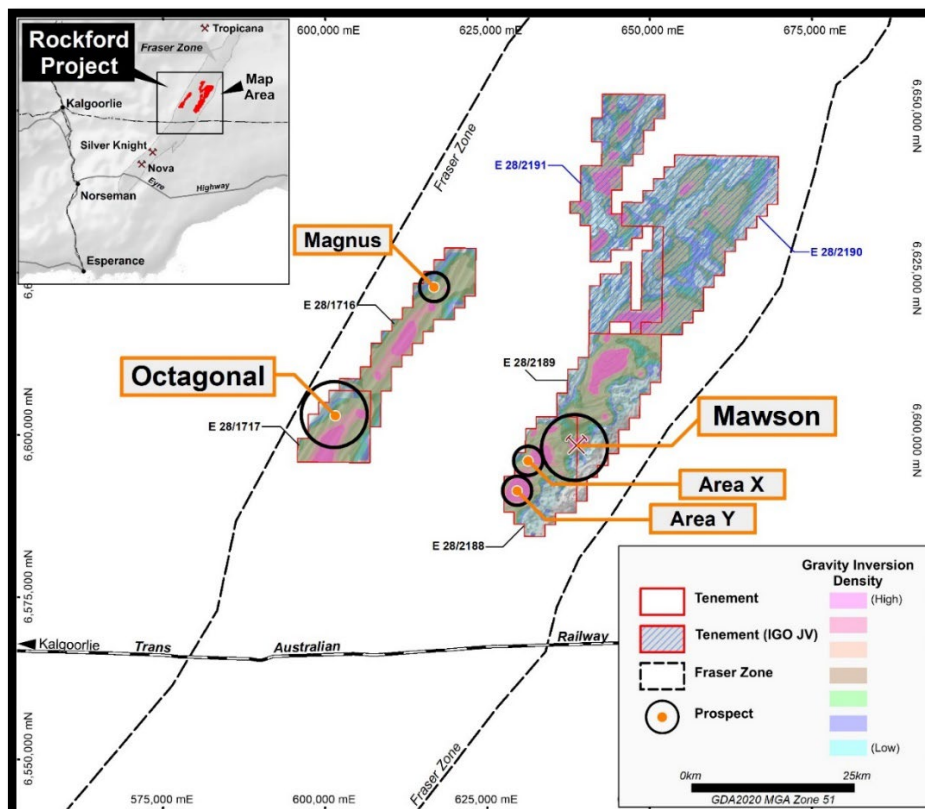 600,000 mE
625,000 mE
650,000 mE
675,000 mE
Tropicana
Fraser Zone
Rockford
Project
Map
Area
Kalgoorlie
Silver Knight
Nova
Eyre
Highway
Norseman
Esperance
Fraser Zone
6,650,000 mN
E 28/2191
E 28/2190
6,625,000 mN
Magnus
E 28/1716
E 28/2189
Octagonal
6,600,000 mN
E 28/1717
Mawson
6,600,000 mN
Area X
Area Y
E 28/2188
6,575,000 mN
Kalgoorlie
Trans
Australian
Railway
Tenement
Tenement (IGO JV)
Fraser Zone
Prospect
Gravity Inversion
Density
(High)
(Low)
0km
25km
GDA2020 MGA Zone 51
6,550,000 mN
Fraser Zone
575,000 mE
600,000 mE
625,000 mE